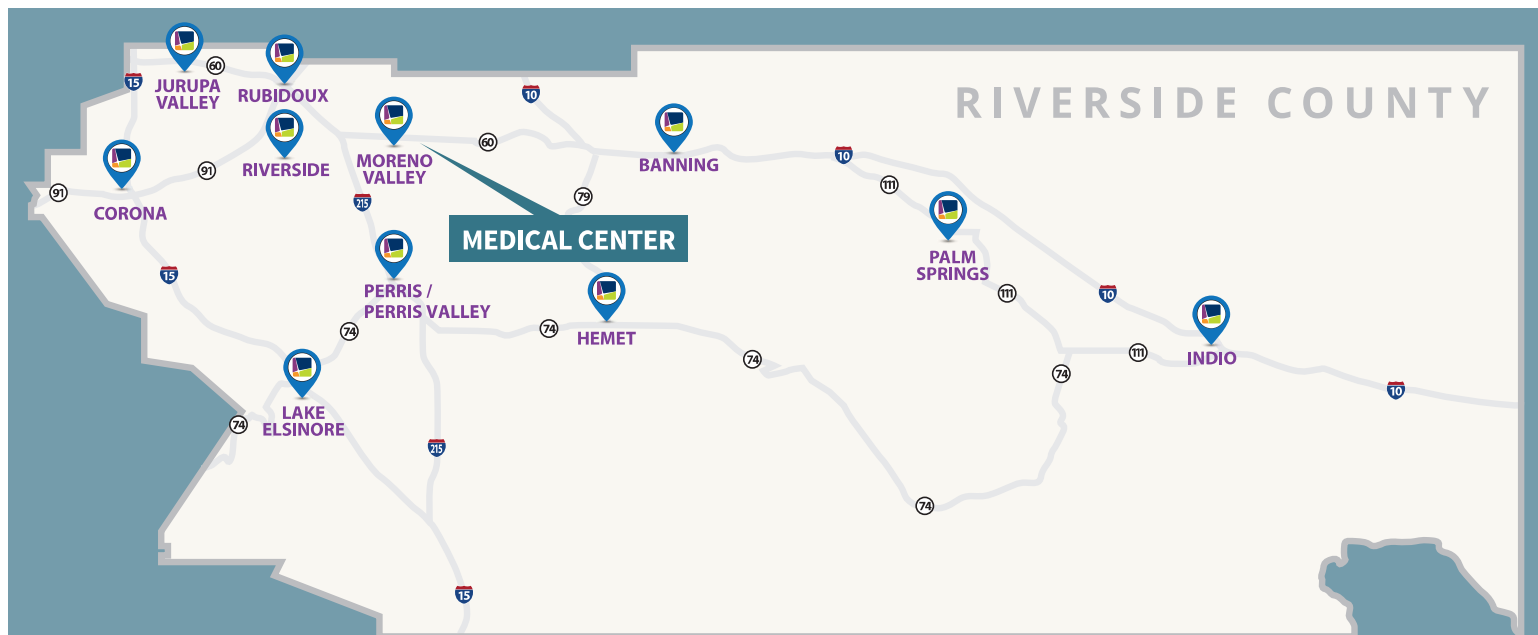 RIVERSIDE COUNTY
JURUPA
VALLEY
60
RUBIDOUX
15
10
MORENO
VALLEY
60
BANNING
10
RIVERSIDE
91
91
CORONA
215
79
111
MEDICAL CENTER
PALM
SPRINGS
15
PERRIS /
PERRIS VALLEY
74
74
HEMET
111
10
74
111
INDIO
74
10
LAKE
ELSINORE
74
215
74
15